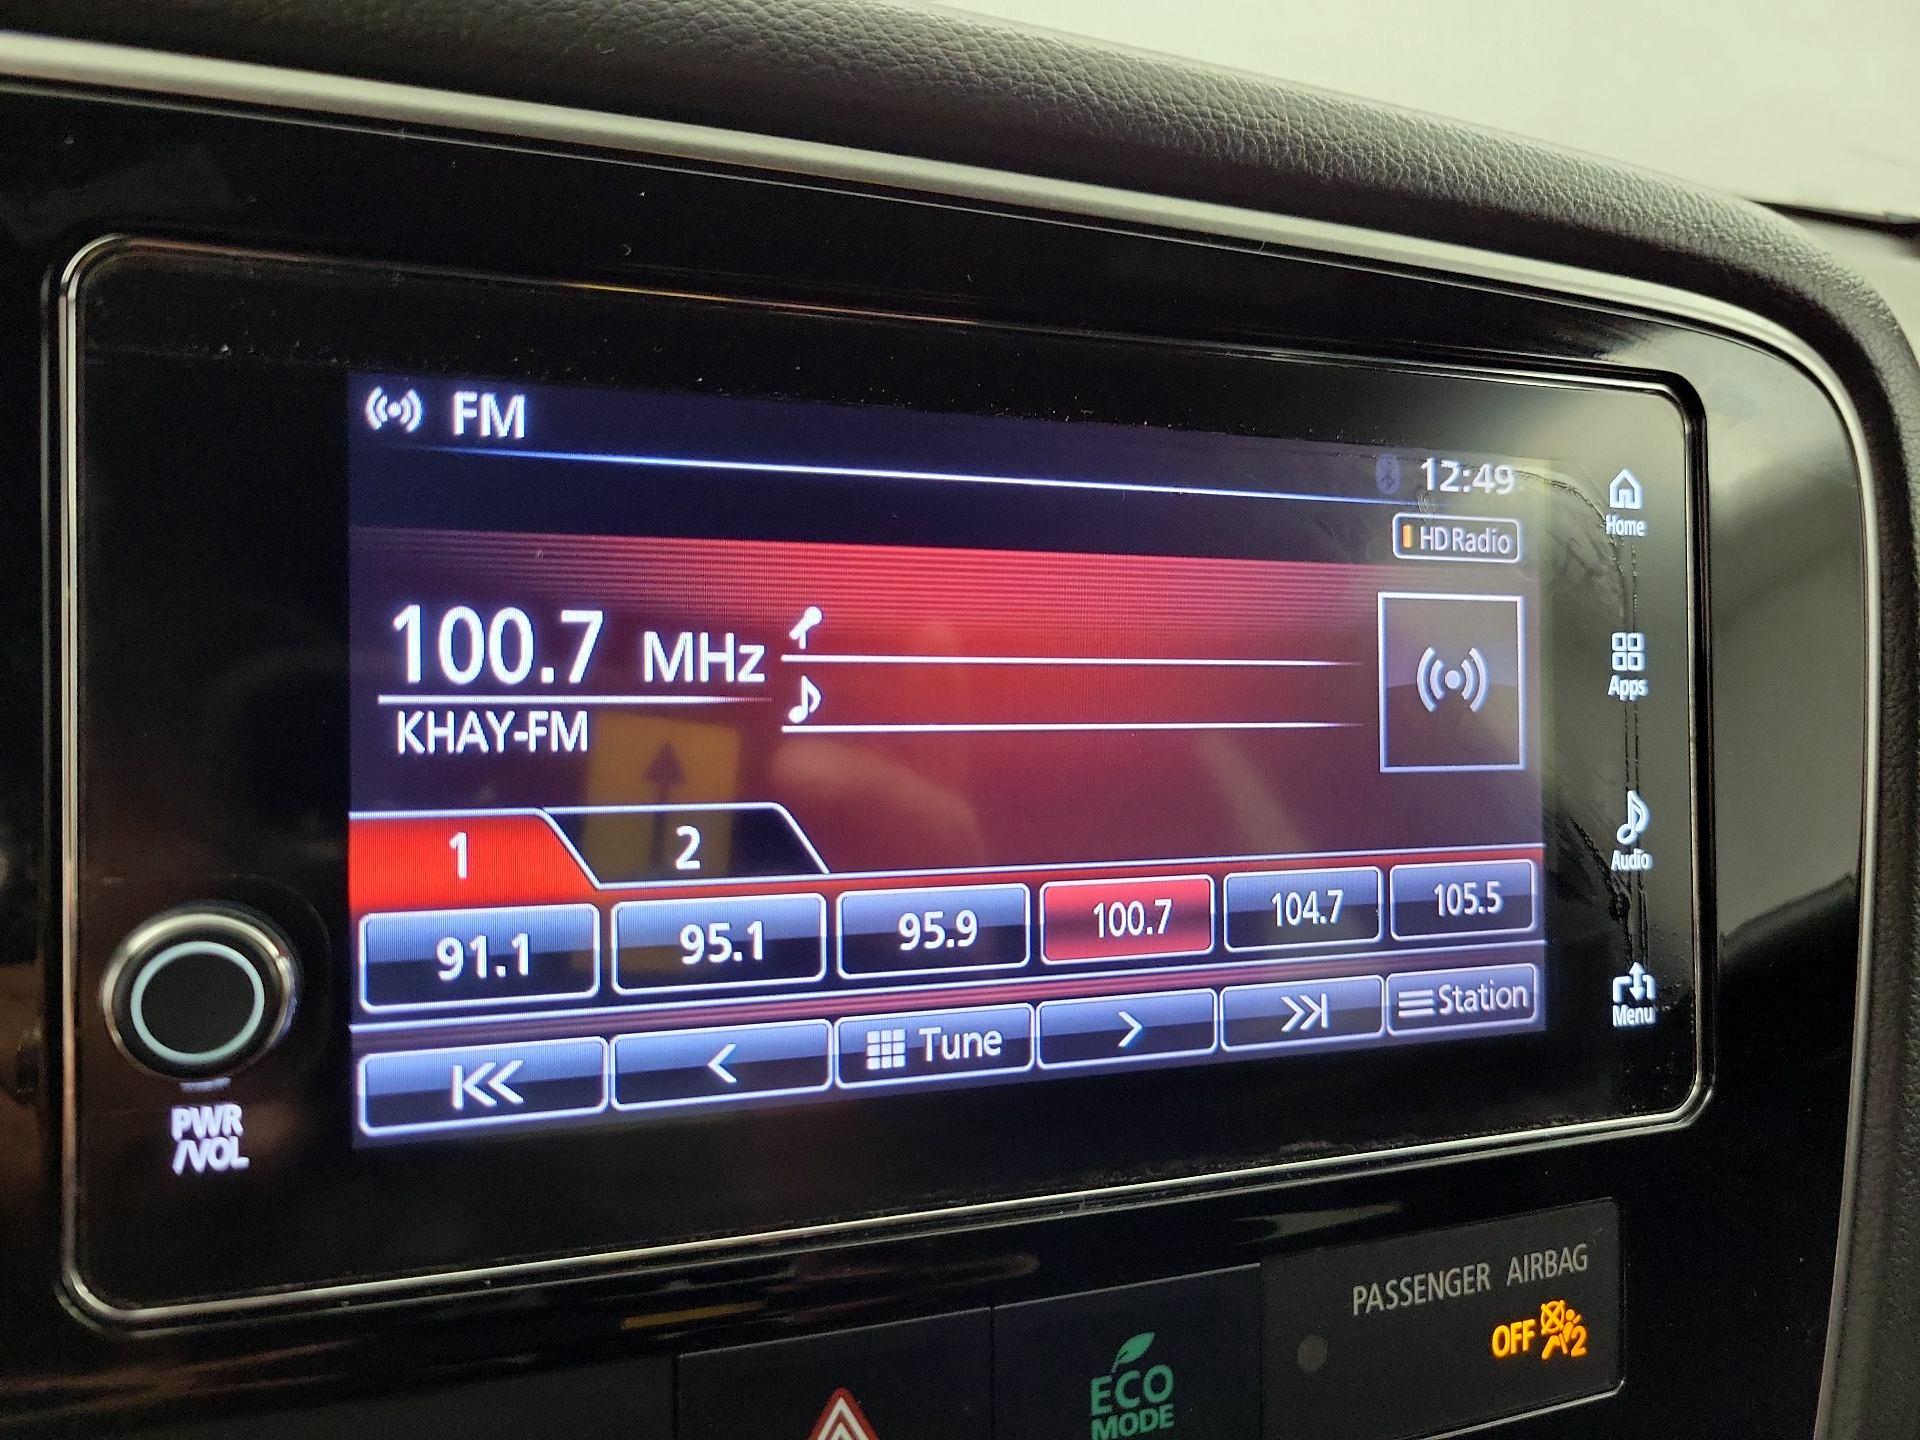 FM
12:49
HD Radio
Home
100.7 MHz
KHAY-FM
Apps
1 2
Audio
91.1 95.1 95.9 100.7 104.7 105.5
Tune Station
Menu
PWR
/VOL
PASSENGER AIRBAG
OFF 2
ECO
MODE